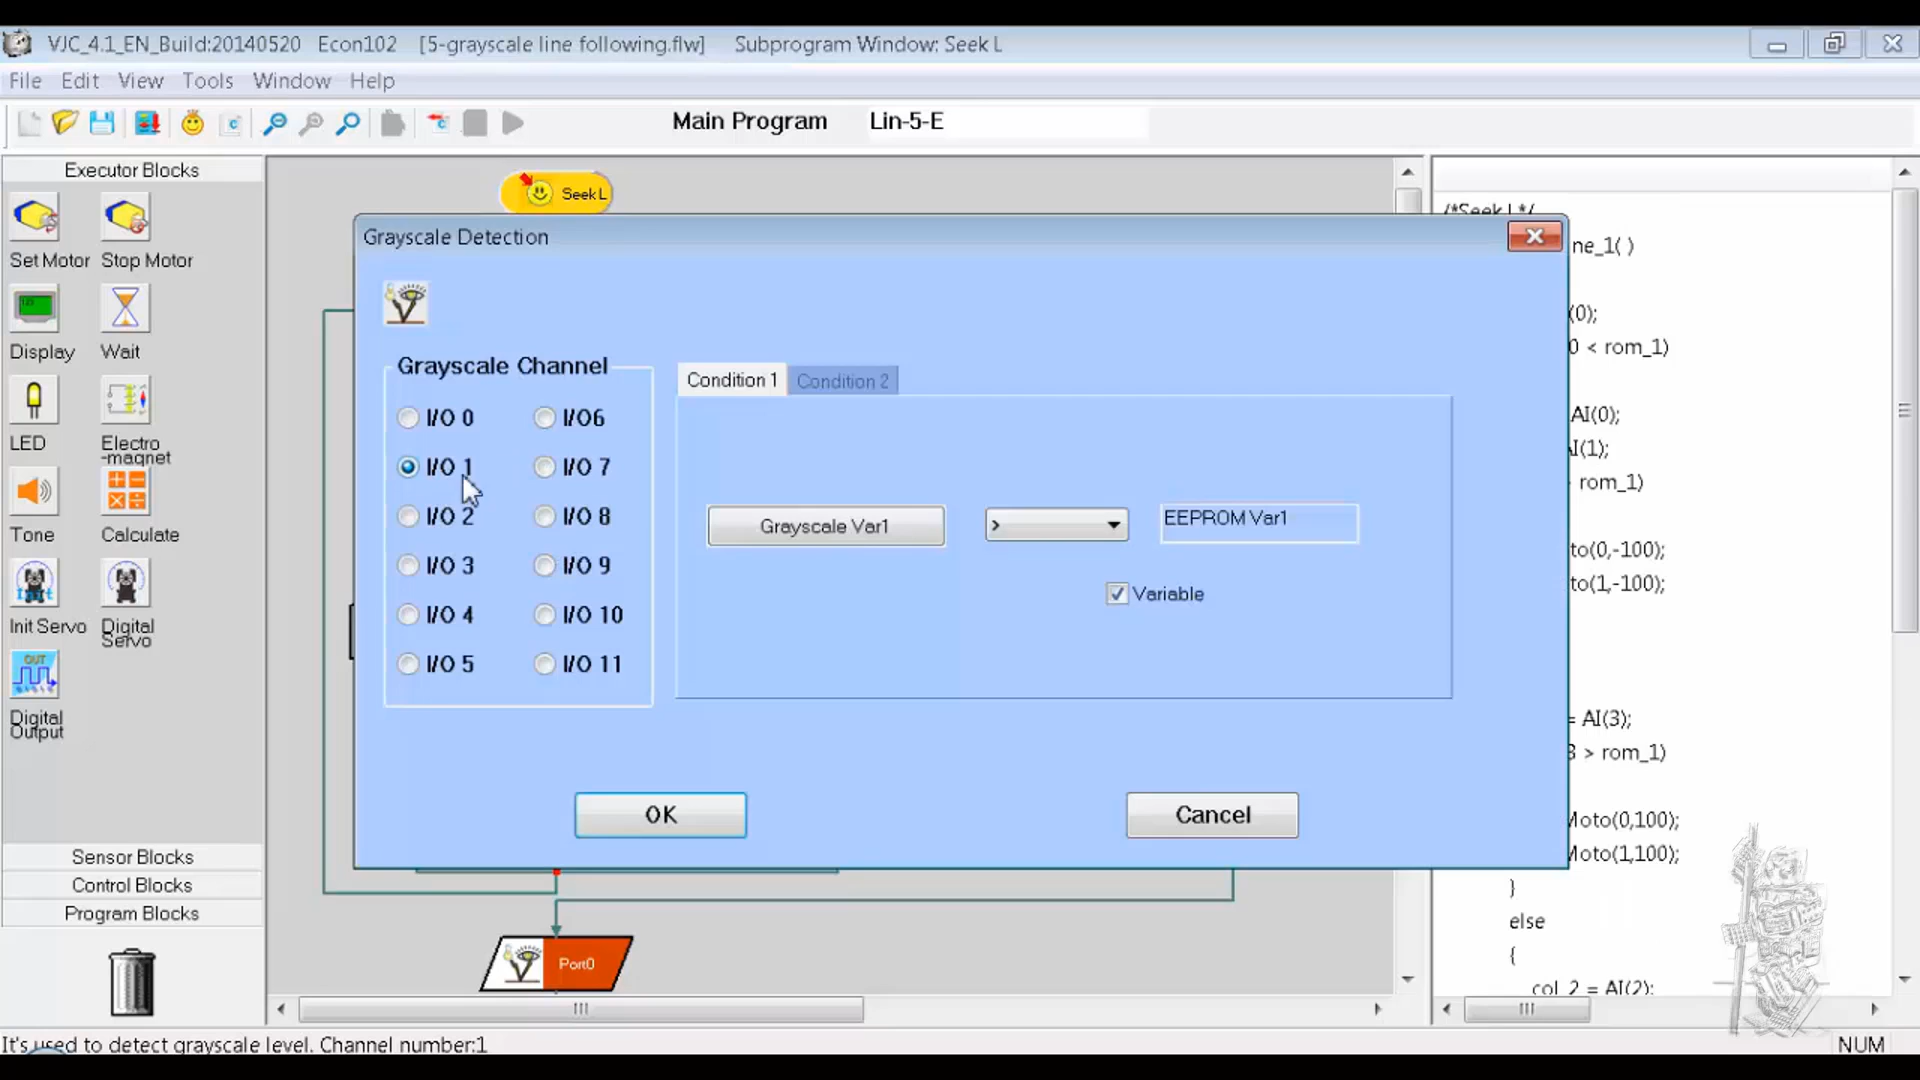 VJC_4.1_EN_Build:20140520 Econ102 [5-grayscale line following.flw] Subprogram Window: Seek L
File Edit View Tools Window Help
Main Program Lin-5-E
Executor Blocks
Set Motor Stop Motor
Display Wait
LED Electro
-magnet
Tone Calculate
Init Servo Digital
Servo
OUT
Digital
Output
Sensor Blocks
Control Blocks
Program Blocks
Seek L
Grayscale Detection
Grayscale Channel
I/O 0 I/O6
I/O 1 I/O 7
I/O 2 I/O 8
I/O 3 I/O 9
I/O 4 I/O 10
I/O 5 I/O 11
Condition 1 Condition 2
Grayscale Var1 > EEPROM Var1
Variable
OK Cancel
Port0
/*Seek L*/
ne_1( )
(0);
0 < rom_1)
AI(0);
AI(1);
> rom_1)
to(0,-100);
to(1,-100);
= AI(3);
3 > rom_1)
Moto(0,100);
Moto(1,100);
}
else
{
col_2 = AI(2);
It's used to detect grayscale level. Channel number:1 NUM